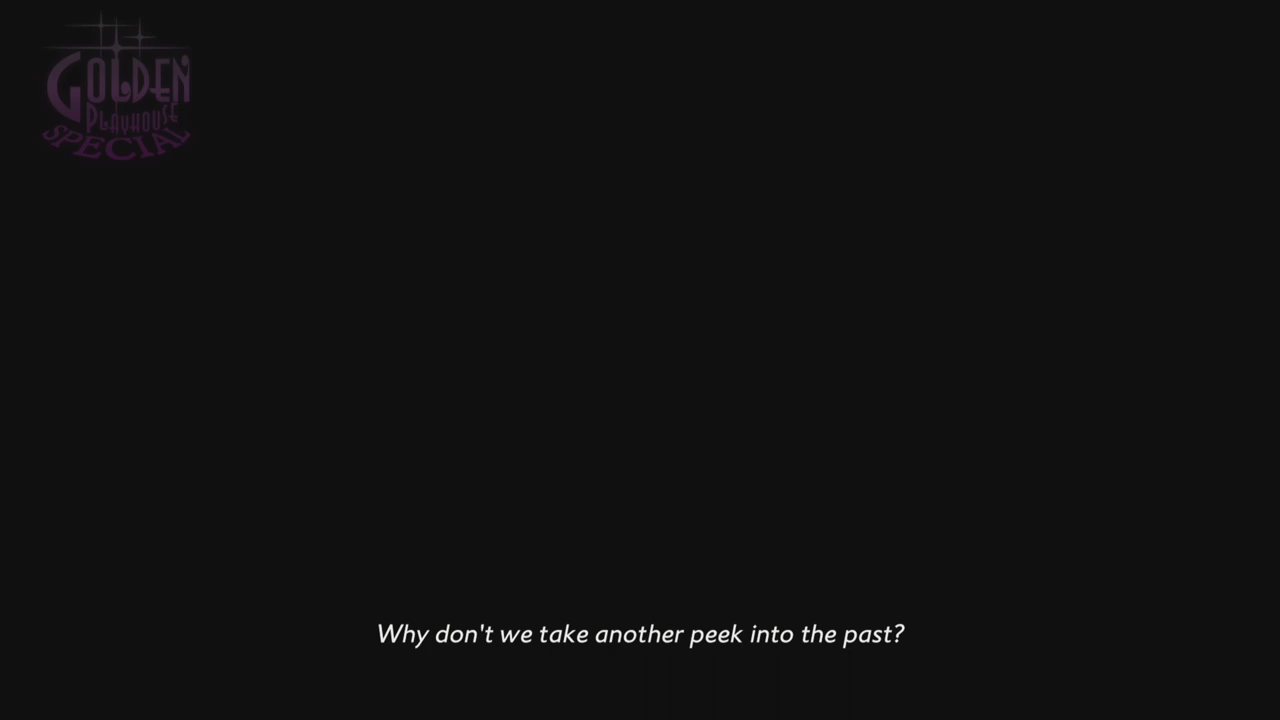 GOLDEN
PLAYHOUSE
SPECIAL
Why don't we take another peek into the past?